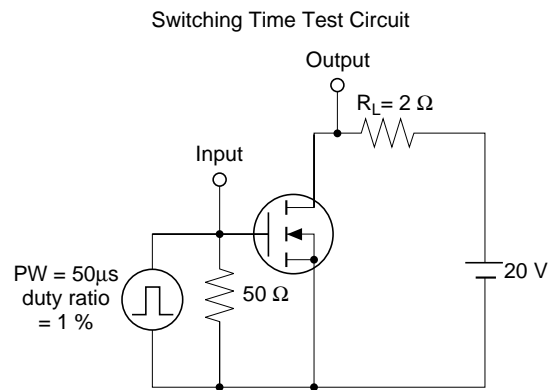 Switching Time Test Circuit
Output
R_L= 2 Ω
Input
PW = 50μs
duty ratio
= 1 %
50 Ω
20 V